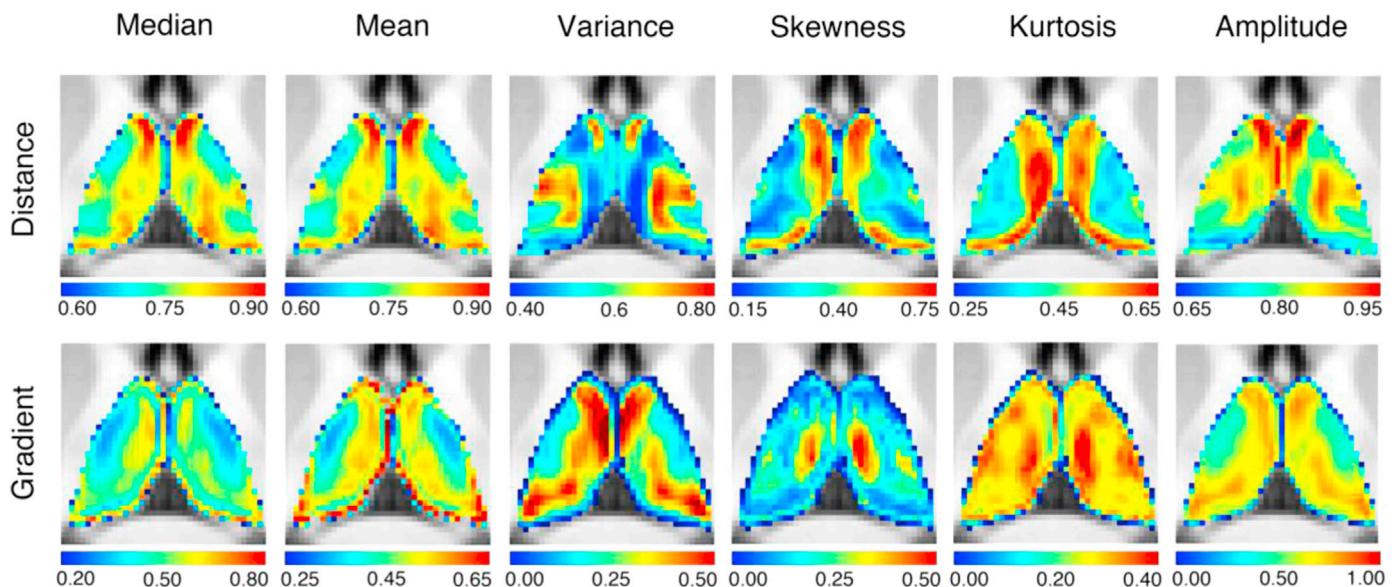 Median Mean Variance Skewness Kurtosis Amplitude
Distance
0.60 0.75 0.90 0.60 0.75 0.90 0.40 0.6 0.80 0.15 0.40 0.75 0.25 0.45 0.65 0.65 0.80 0.95
Gradient
0.20 0.50 0.80 0.25 0.45 0.65 0.00 0.25 0.50 0.00 0.25 0.50 0.00 0.20 0.40 0.00 0.50 1.00